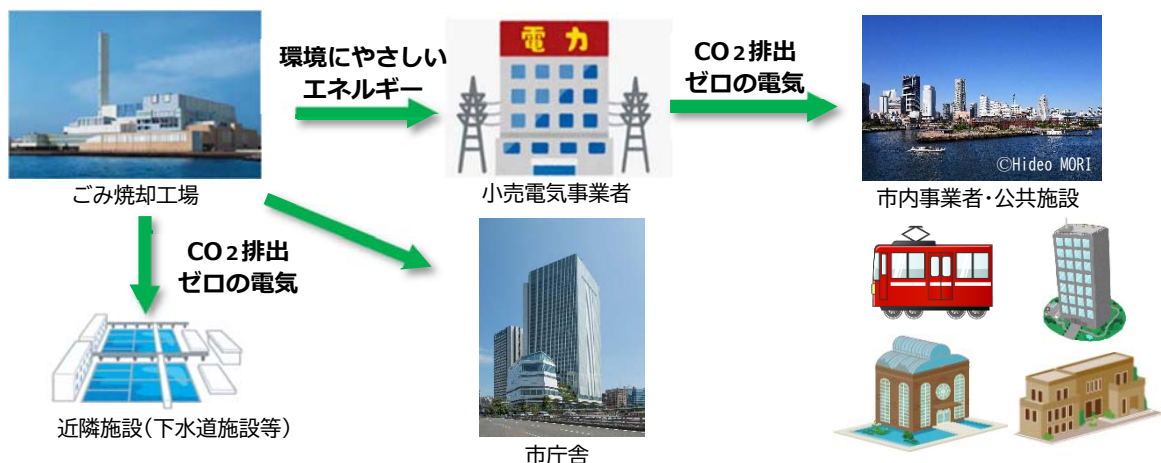 環境にやさしい
エネルギー
電力
CO2排出
ゼロの電気
©Hideo MORI
ごみ焼却工場
小売電気事業者
市内事業者・公共施設
CO2排出
ゼロの電気
近隣施設(下水道施設等)
市庁舎